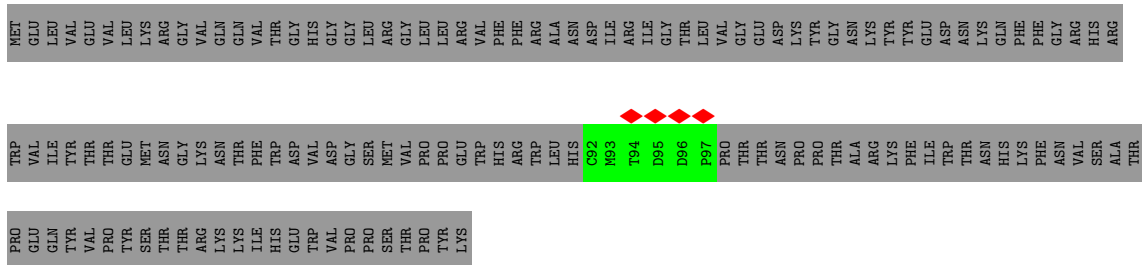 MET GLU LEU VAL GLU VAL LEU LYS ARG GLY VAL GLN GLN VAL THR GLY HIS GLY GLY LEU ARG GLY LEU LEU ARG VAL PHE PHE ARG ALA ASN ASP ILE ARG ILE GLY THR LEU VAL GLY GLU ASP LYS TYR GLY ASN LYS TYR TYR GLU ASP ASN LYS GLN PHE PHE GLY ARG HIS ARG
TRP VAL ILE TYR THR THR GLU MET ASN GLY LYS ASN THR PHE TRP ASP VAL ASP GLY SER MET VAL PRO PRO GLU TRP HIS ARG TRP LEU HIS C92 M93 T94 D95 D96 P97 PRO THR THR ASN PRO PRO THR ALA ARG LYS PHE ILE TRP THR ASN HIS LYS PHE ASN VAL SER ALA THR
PRO GLU GLN TYR VAL PRO TYR SER THR THR ARG LYS LYS ILE HIS GLU TRP VAL PRO PRO SER THR PRO TYR LYS